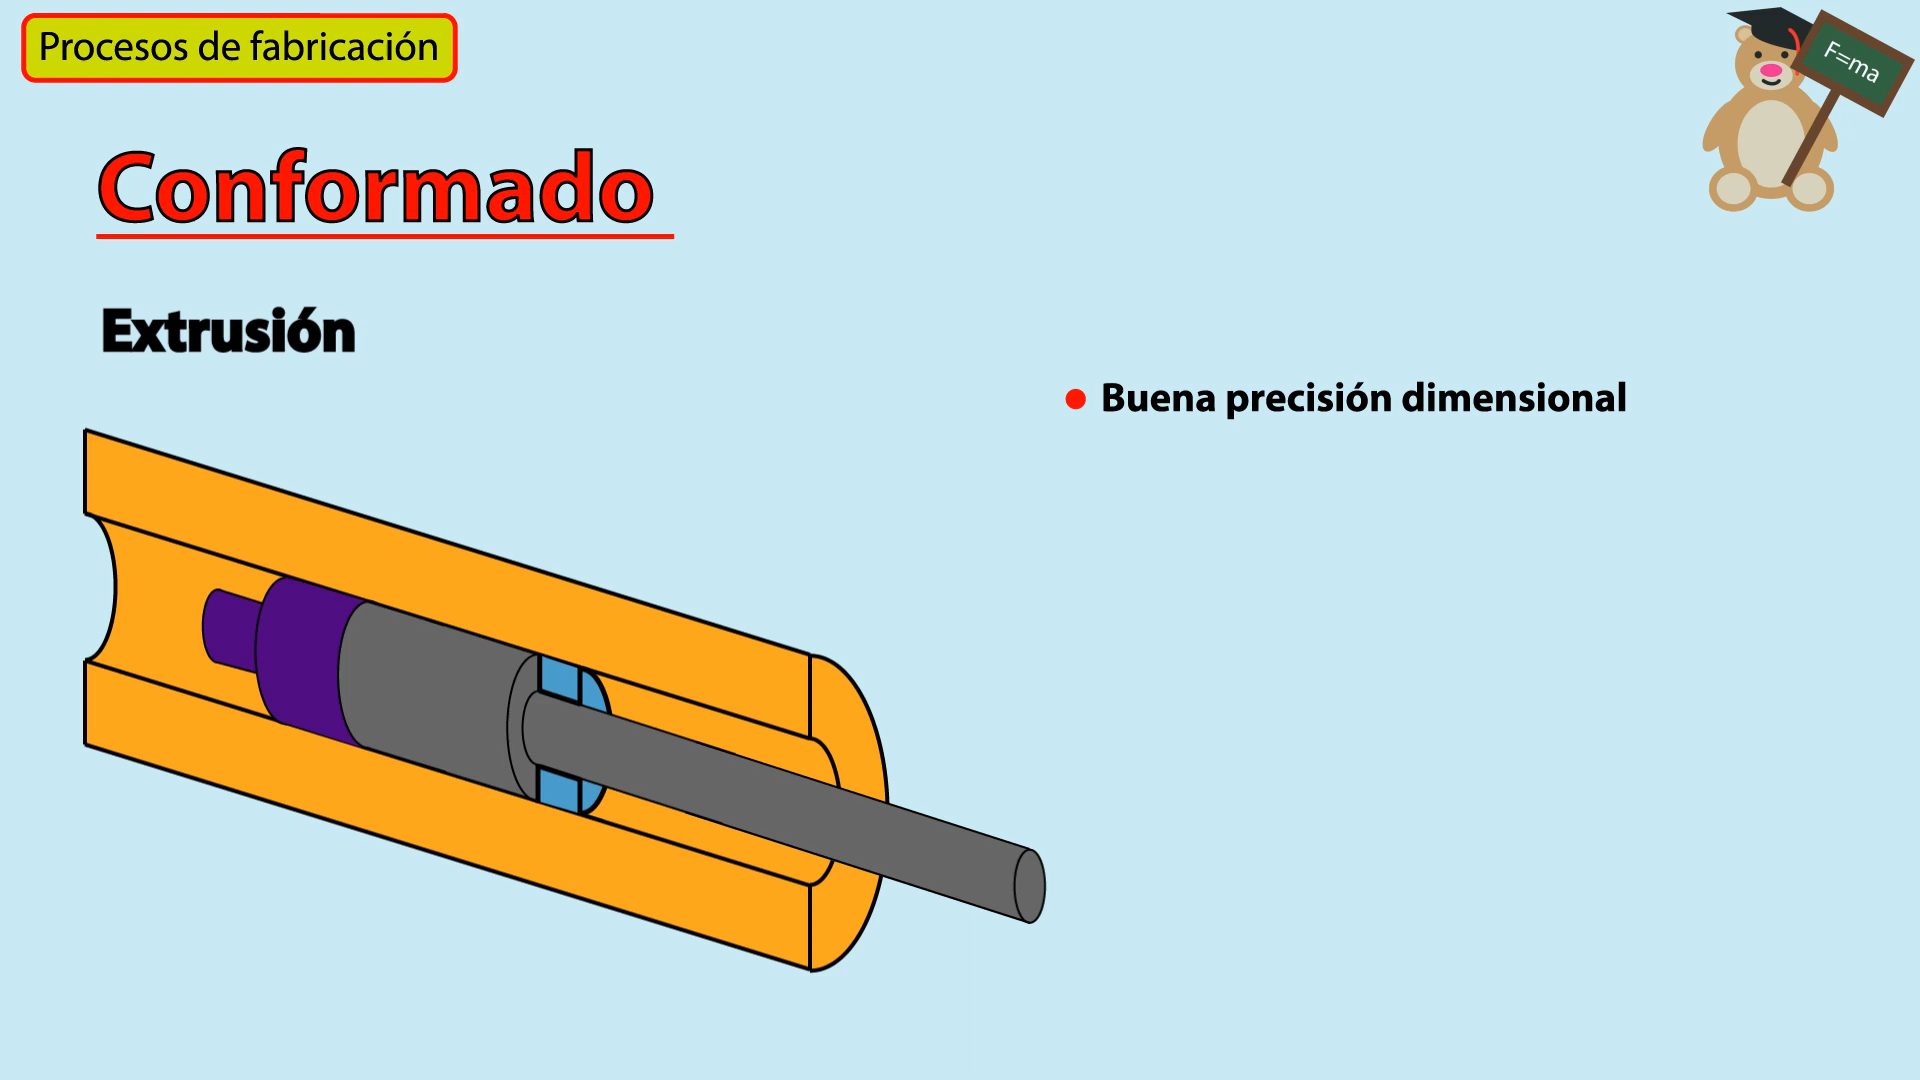 Procesos de fabricación
F=ma
Conformado
Extrusión
Buena precisión dimensional